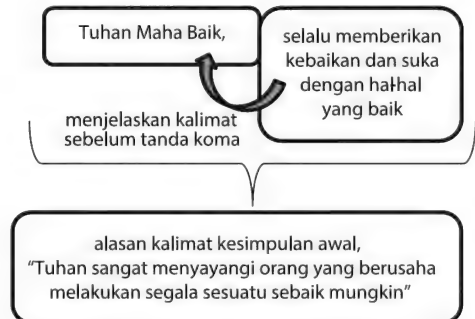 Tuhan Maha Baik,
selalu memberikan
kebaikan dan suka
dengan hal-hal
yang baik
menjelaskan kalimat
sebelum tanda koma
alasan kalimat kesimpulan awal,
"Tuhan sangat menyayangi orang yang berusaha
melakukan segala sesuatu sebaik mungkin"